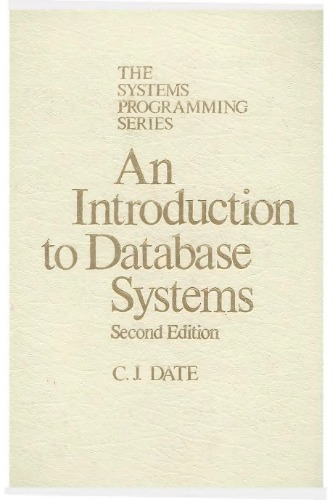 THE
SYSTEMS
PROGRAMMING
SERIES
An
Introduction
to Database
Systems
Second Edition
C. J. DATE